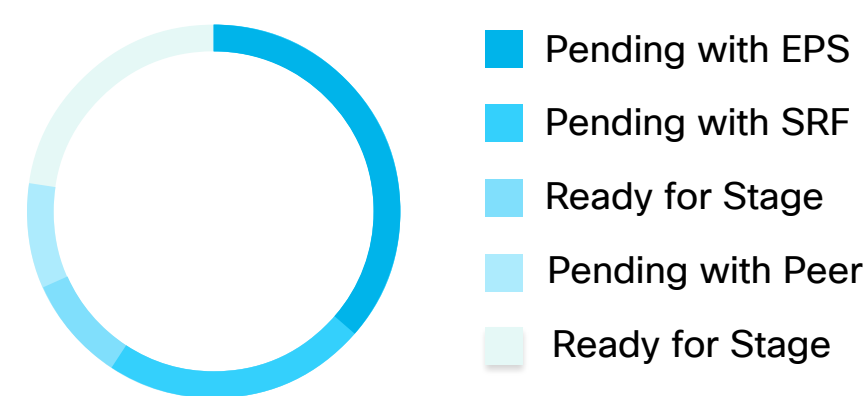 Pending with EPS
Pending with SRF
Ready for Stage
Pending with Peer
Ready for Stage